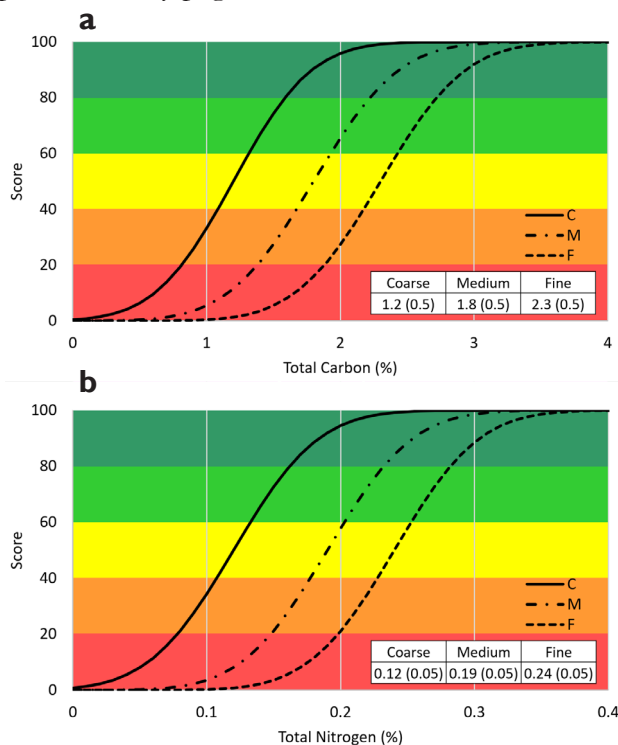 a
100
80
60
40
20
0
Score
C
M
F
Coarse Medium Fine
1.2 (0.5) 1.8 (0.5) 2.3 (0.5)
0 1 2 3 4
Total Carbon (%)
b
100
80
60
40
20
0
Score
C
M
F
Coarse Medium Fine
0.12 (0.05) 0.19 (0.05) 0.24 (0.05)
0 0.1 0.2 0.3 0.4
Total Nitrogen (%)